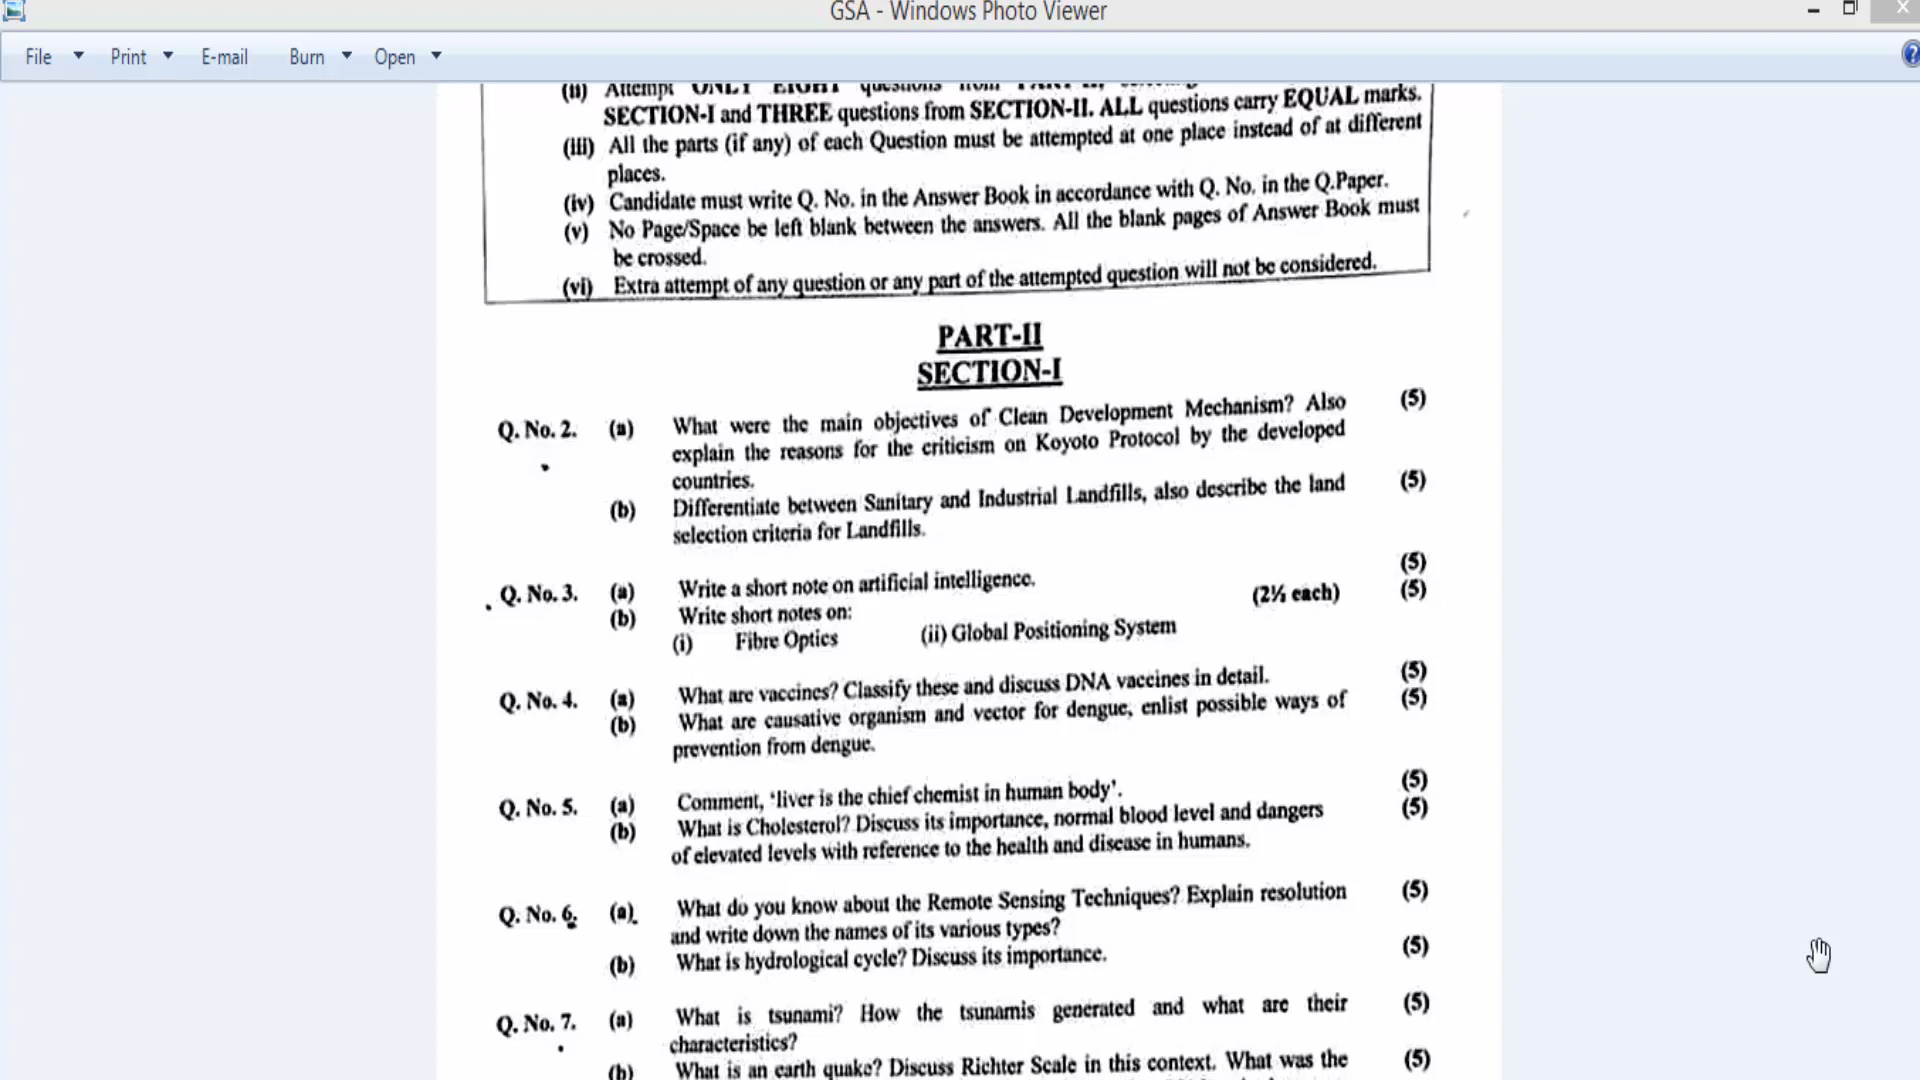 GSA - Windows Photo Viewer
File Print E-mail Burn Open
(ii) Attempt ONLY EIGHT questions from
SECTION-I and THREE questions from SECTION-II. ALL questions carry EQUAL marks.
(iii) All the parts (if any) of each Question must be attempted at one place instead of at different
places.
(iv) Candidate must write Q. No. in the Answer Book in accordance with Q. No. in the Q.Paper.
(v) No Page/Space be left blank between the answers. All the blank pages of Answer Book must
be crossed.
(vi) Extra attempt of any question or any part of the attempted question will not be considered.
PART-II
SECTION-I
Q. No. 2. (a) What were the main objectives of Clean Development Mechanism? Also (5)
explain the reasons for the criticism on Koyoto Protocol by the developed
countries.
(b) Differentiate between Sanitary and Industrial Landfills, also describe the land (5)
selection criteria for Landfills.
Q. No. 3. (a) Write a short note on artificial intelligence. (5)
(b) Write short notes on: (2½ each) (5)
(i) Fibre Optics (ii) Global Positioning System
Q. No. 4. (a) What are vaccines? Classify these and discuss DNA vaccines in detail. (5)
(b) What are causative organism and vector for dengue, enlist possible ways of (5)
prevention from dengue.
Q. No. 5. (a) Comment, ‘liver is the chief chemist in human body’. (5)
(b) What is Cholesterol? Discuss its importance, normal blood level and dangers (5)
of elevated levels with reference to the health and disease in humans.
Q. No. 6. (a) What do you know about the Remote Sensing Techniques? Explain resolution (5)
and write down the names of its various types?
(b) What is hydrological cycle? Discuss its importance. (5)
Q. No. 7. (a) What is tsunami? How the tsunamis generated and what are their (5)
characteristics?
(b) What is an earth quake? Discuss Richter Scale in this context. What was the (5)